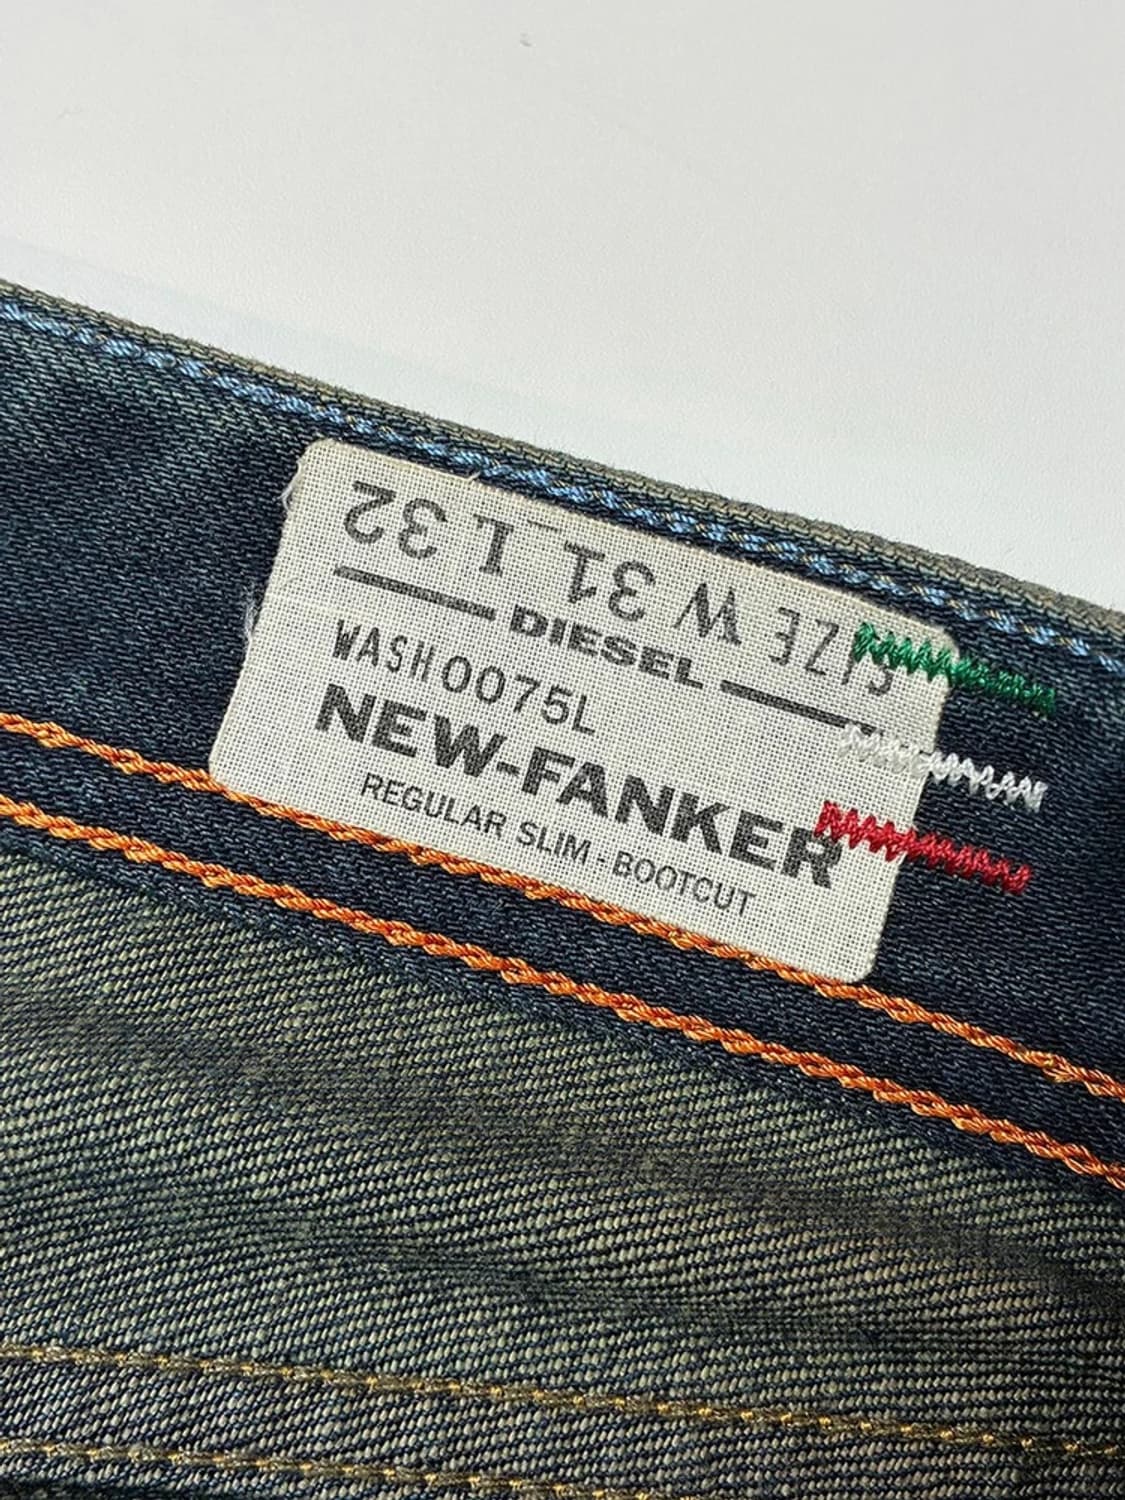 SIZE W 31 L 32
DIESEL
WASH 0075L
NEW-FANKER
REGULAR SLIM - BOOTCUT